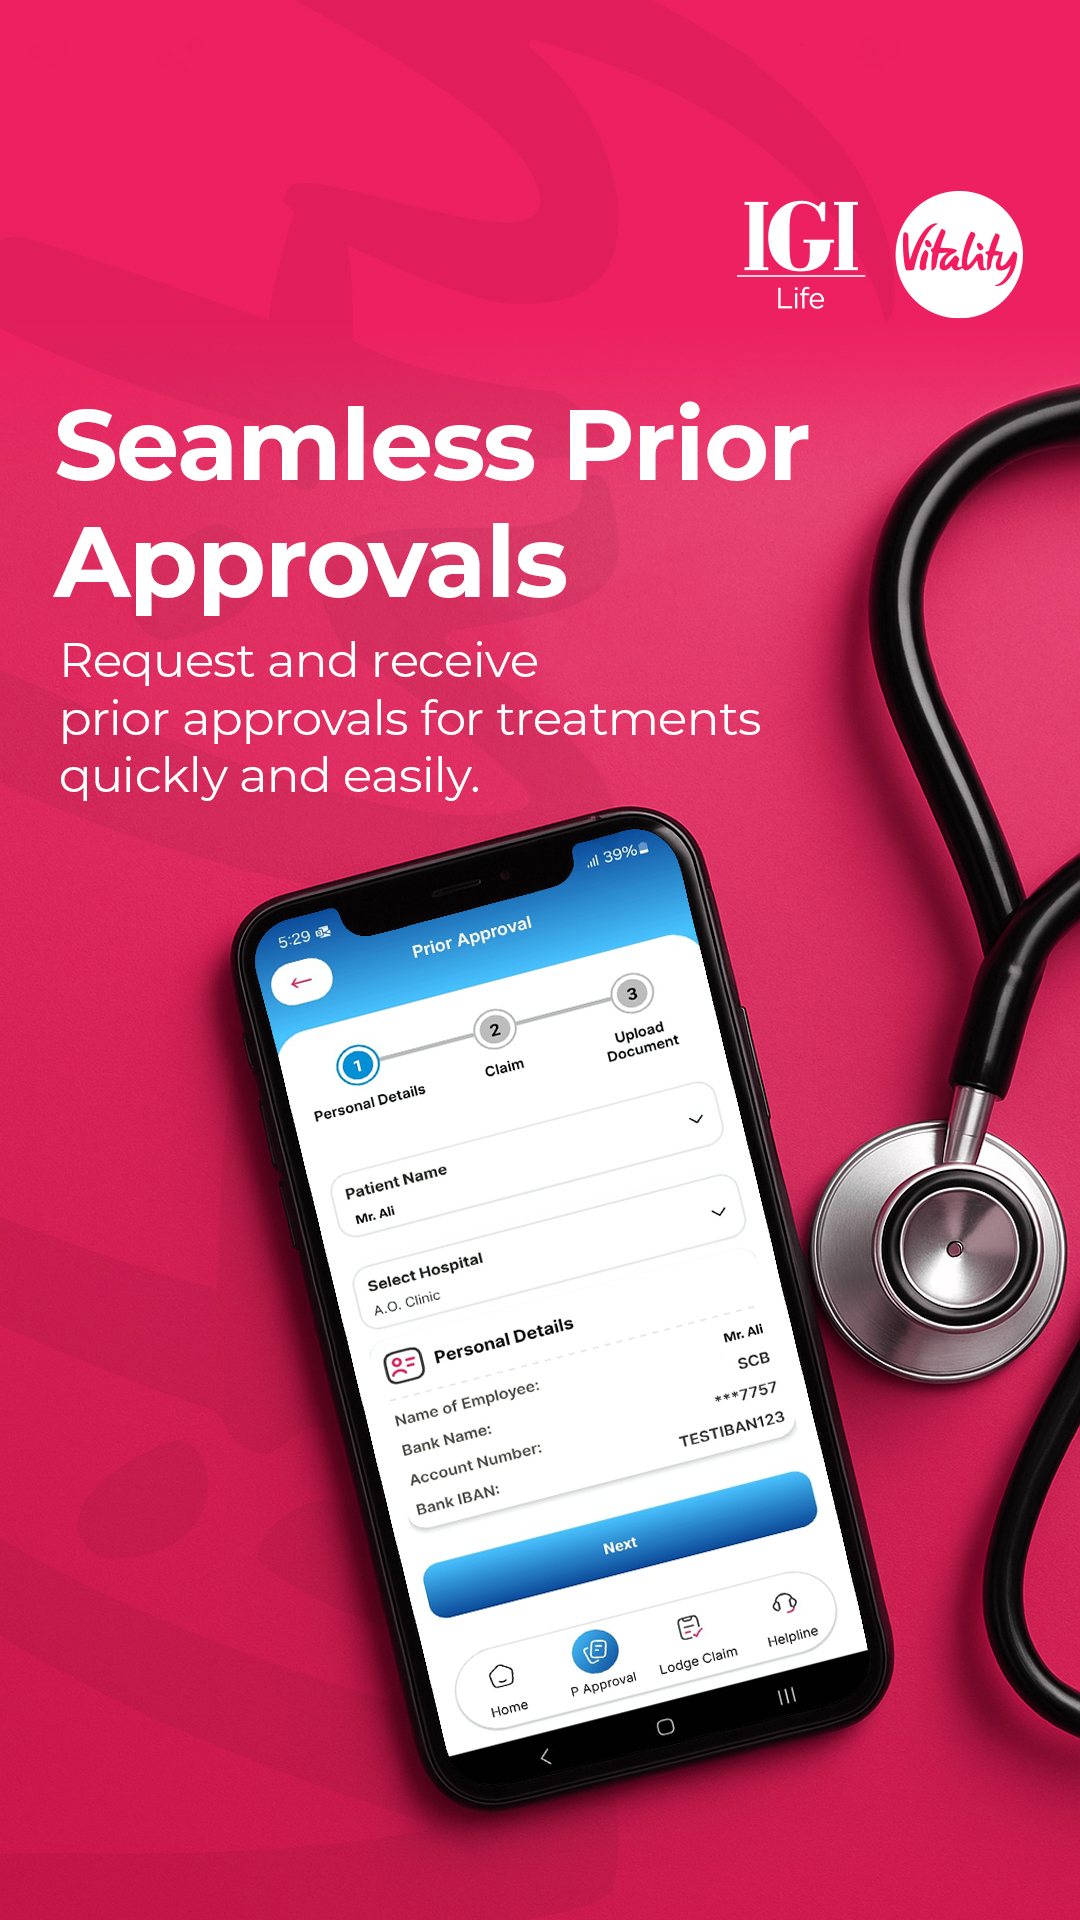 IGI
Life
Vitality
Seamless Prior
Approvals
Request and receive
prior approvals for treatments
quickly and easily.
5:29
39%
Prior Approval
1
2
3
Personal Details
Claim
Upload
Document
Patient Name
Mr. Ali
Select Hospital
A.O. Clinic
Personal Details
Name of Employee: Mr. Ali
Bank Name: SCB
Account Number: ***7757
Bank IBAN: TESTIBAN123
Next
Home
P Approval
Lodge Claim
Helpline